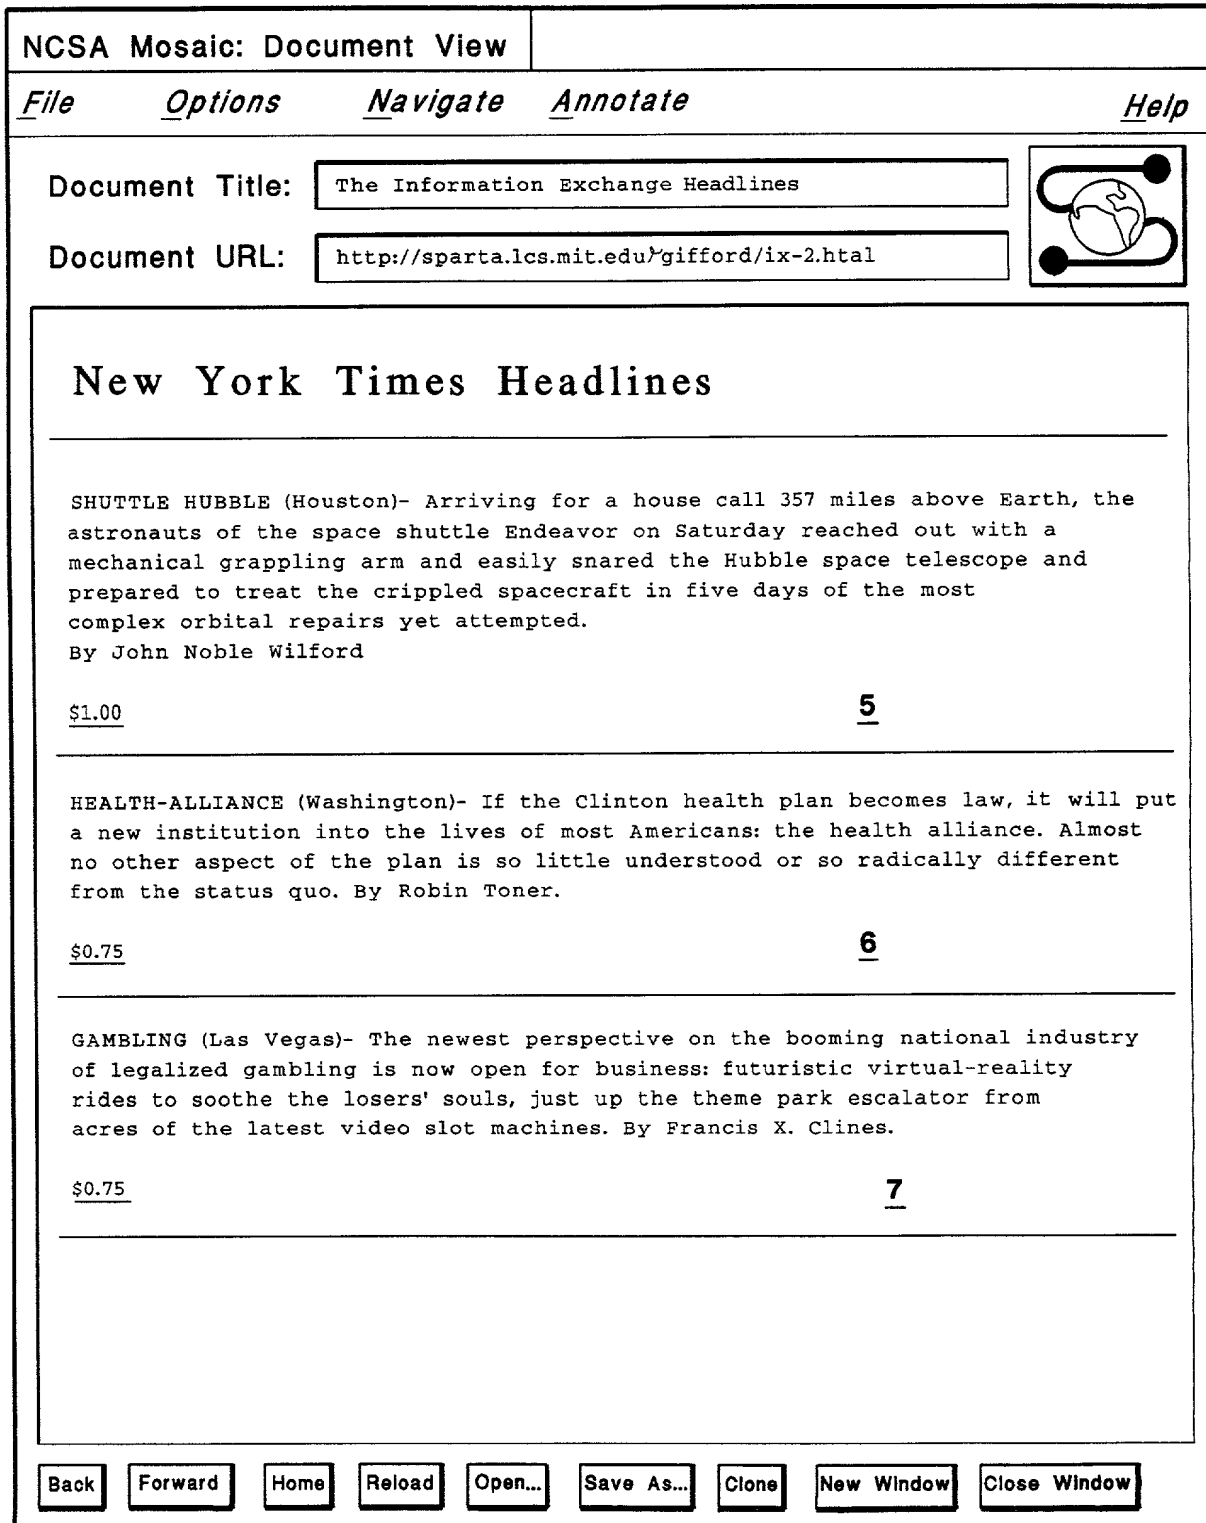 NCSA Mosaic: Document View
File Options Navigate Annotate Help
Document Title: The Information Exchange Headlines
Document URL: http://sparta.lcs.mit.edu/~gifford/ix-2.htal
New York Times Headlines
SHUTTLE HUBBLE (Houston)- Arriving for a house call 357 miles above Earth, the
astronauts of the space shuttle Endeavor on Saturday reached out with a
mechanical grappling arm and easily snared the Hubble space telescope and
prepared to treat the crippled spacecraft in five days of the most
complex orbital repairs yet attempted.
By John Noble Wilford
$1.00 5
HEALTH-ALLIANCE (Washington)- If the Clinton health plan becomes law, it will put
a new institution into the lives of most Americans: the health alliance. Almost
no other aspect of the plan is so little understood or so radically different
from the status quo. By Robin Toner.
$0.75 6
GAMBLING (Las Vegas)- The newest perspective on the booming national industry
of legalized gambling is now open for business: futuristic virtual-reality
rides to soothe the losers' souls, just up the theme park escalator from
acres of the latest video slot machines. By Francis X. Clines.
$0.75 7
Back Forward Home Reload Open... Save As... Clone New Window Close Window